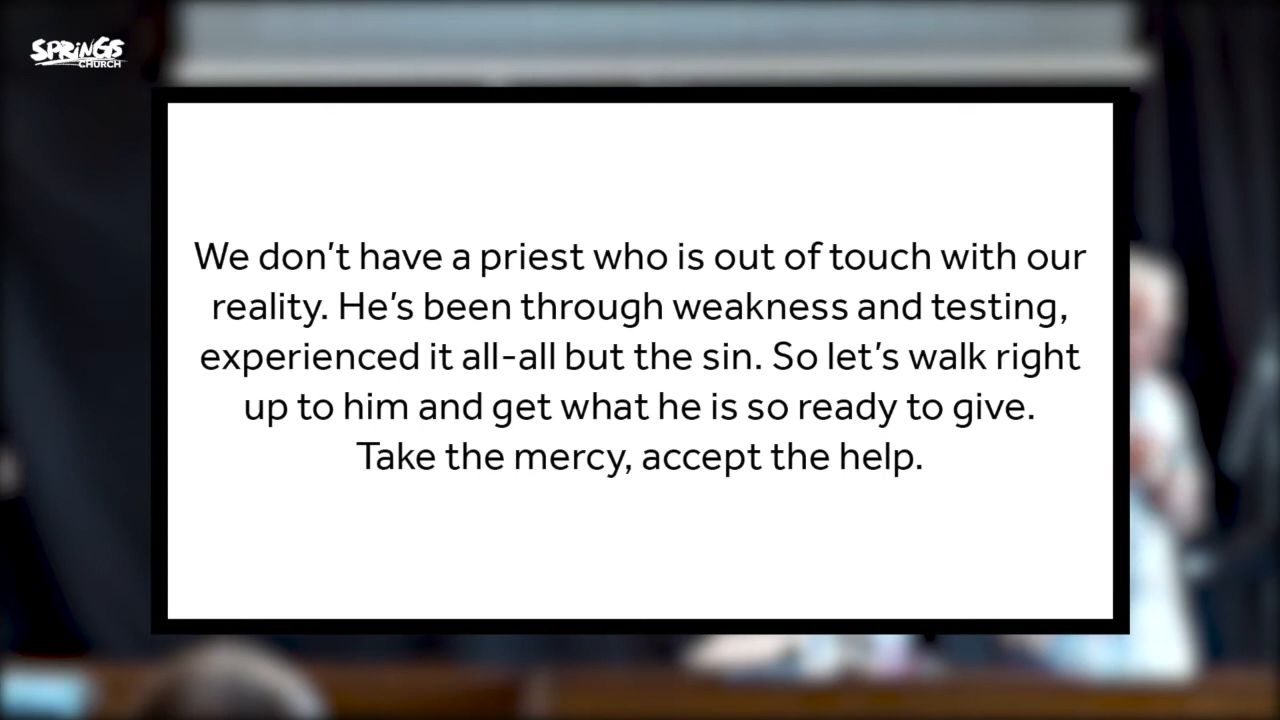 SPRINGS
CHURCH
We don't have a priest who is out of touch with our
reality. He's been through weakness and testing,
experienced it all-all but the sin. So let's walk right
up to him and get what he is so ready to give.
Take the mercy, accept the help.